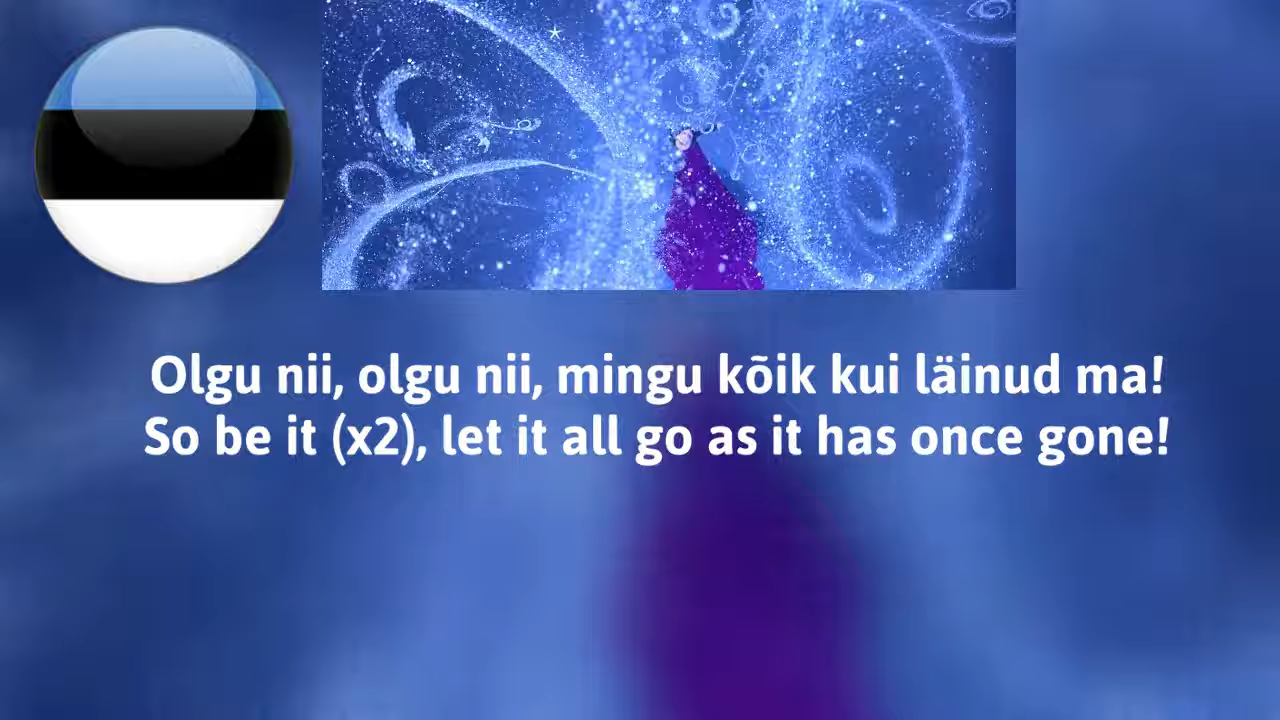 Olgu nii, olgu nii, mingu kõik kui läinud ma!
So be it (x2), let it all go as it has once gone!